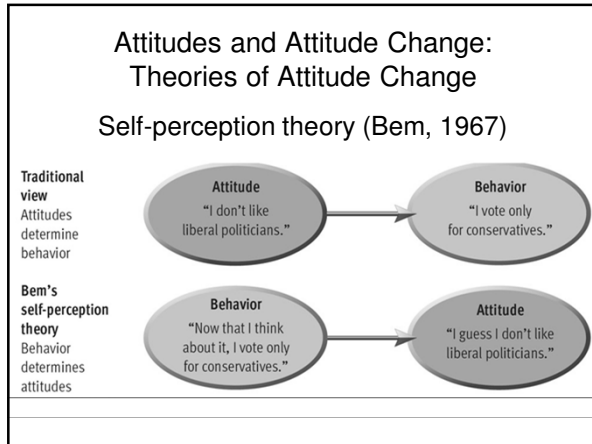 Attitudes and Attitude Change:
Theories of Attitude Change
Self-perception theory (Bem, 1967)
Traditional
view
Attitudes
determine
behavior
Attitude
“I don’t like
liberal politicians.”
Behavior
“I vote only
for conservatives.”
Bem’s
self-perception
theory
Behavior
determines
attitudes
Behavior
“Now that I think
about it, I vote only
for conservatives.”
Attitude
“I guess I don’t like
liberal politicians.”